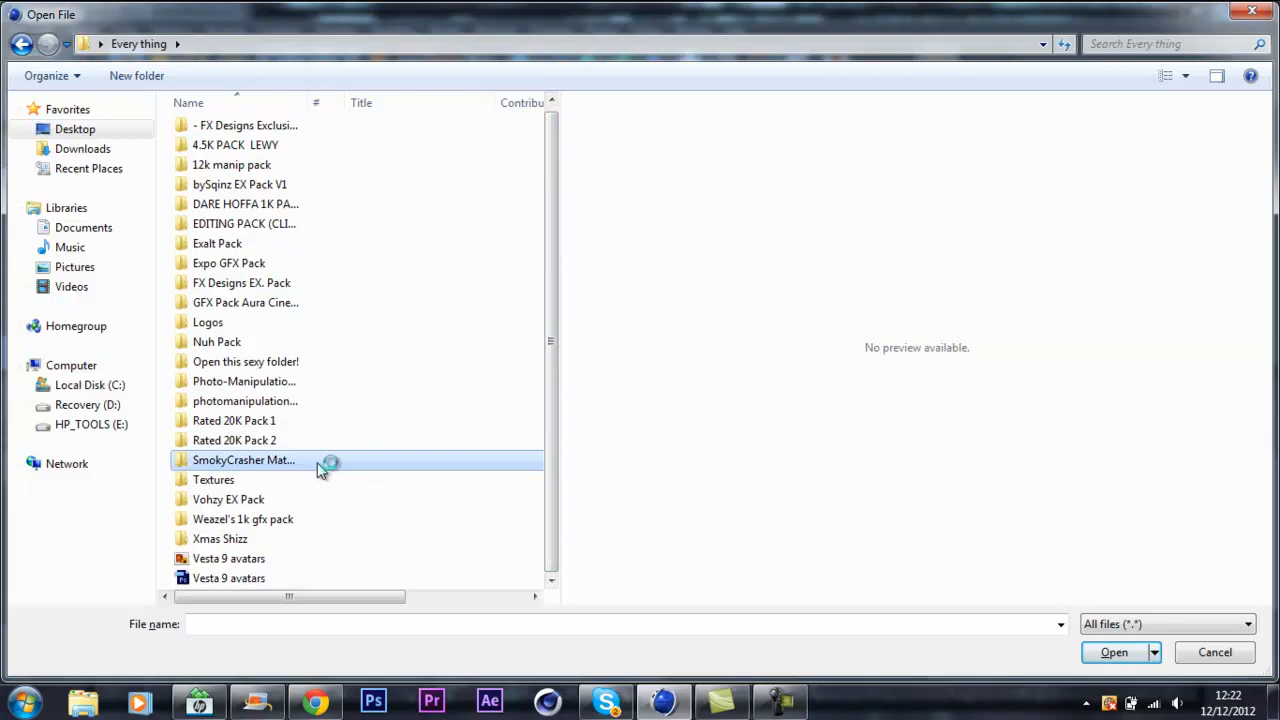 Open File
Every thing
Search Every thing
Organize
New folder
Name
#
Title
Contribu
Favorites
Desktop
Downloads
Recent Places
Libraries
Documents
Music
Pictures
Videos
Homegroup
Computer
Local Disk (C:)
Recovery (D:)
HP_TOOLS (E:)
Network
- FX Designs Exclusi...
4.5K PACK  LEWY
12k manip pack
bySqinz EX Pack V1
DARE HOFFA 1K PA...
EDITING PACK (CLI...
Exalt Pack
Expo GFX Pack
FX Designs EX. Pack
GFX Pack Aura Cine...
Logos
Nuh Pack
Open this sexy folder!
Photo-Manipulatio...
photomanipulation...
Rated 20K Pack 1
Rated 20K Pack 2
SmokyCrasher Mat...
Textures
Vohzy EX Pack
Weazel's 1k gfx pack
Xmas Shizz
Vesta 9 avatars
Vesta 9 avatars
No preview available.
File name:
All files (*.*)
Open
Cancel
Ps
Pr
Ae
12:22
12/12/2012